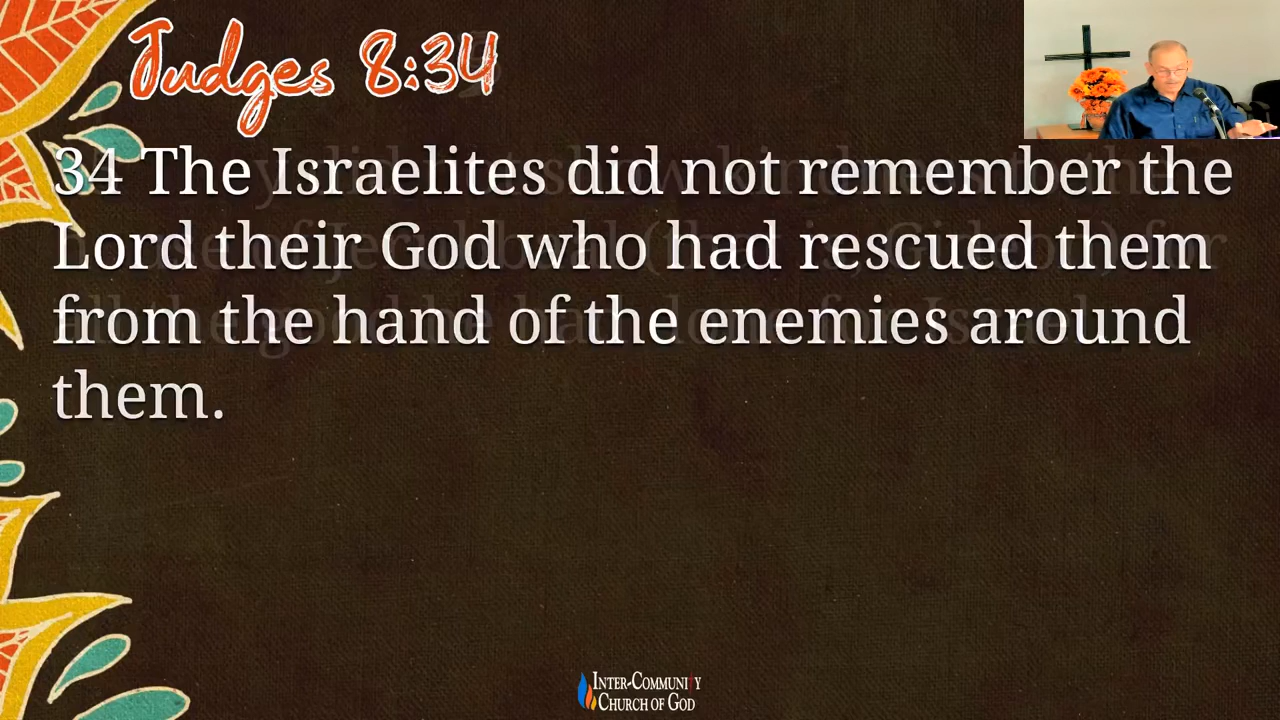 Judges 8:34
34 The Israelites did not remember the
Lord their God who had rescued them
from the hand of the enemies around
them.
INTER-COMMUNITY
CHURCH OF GOD